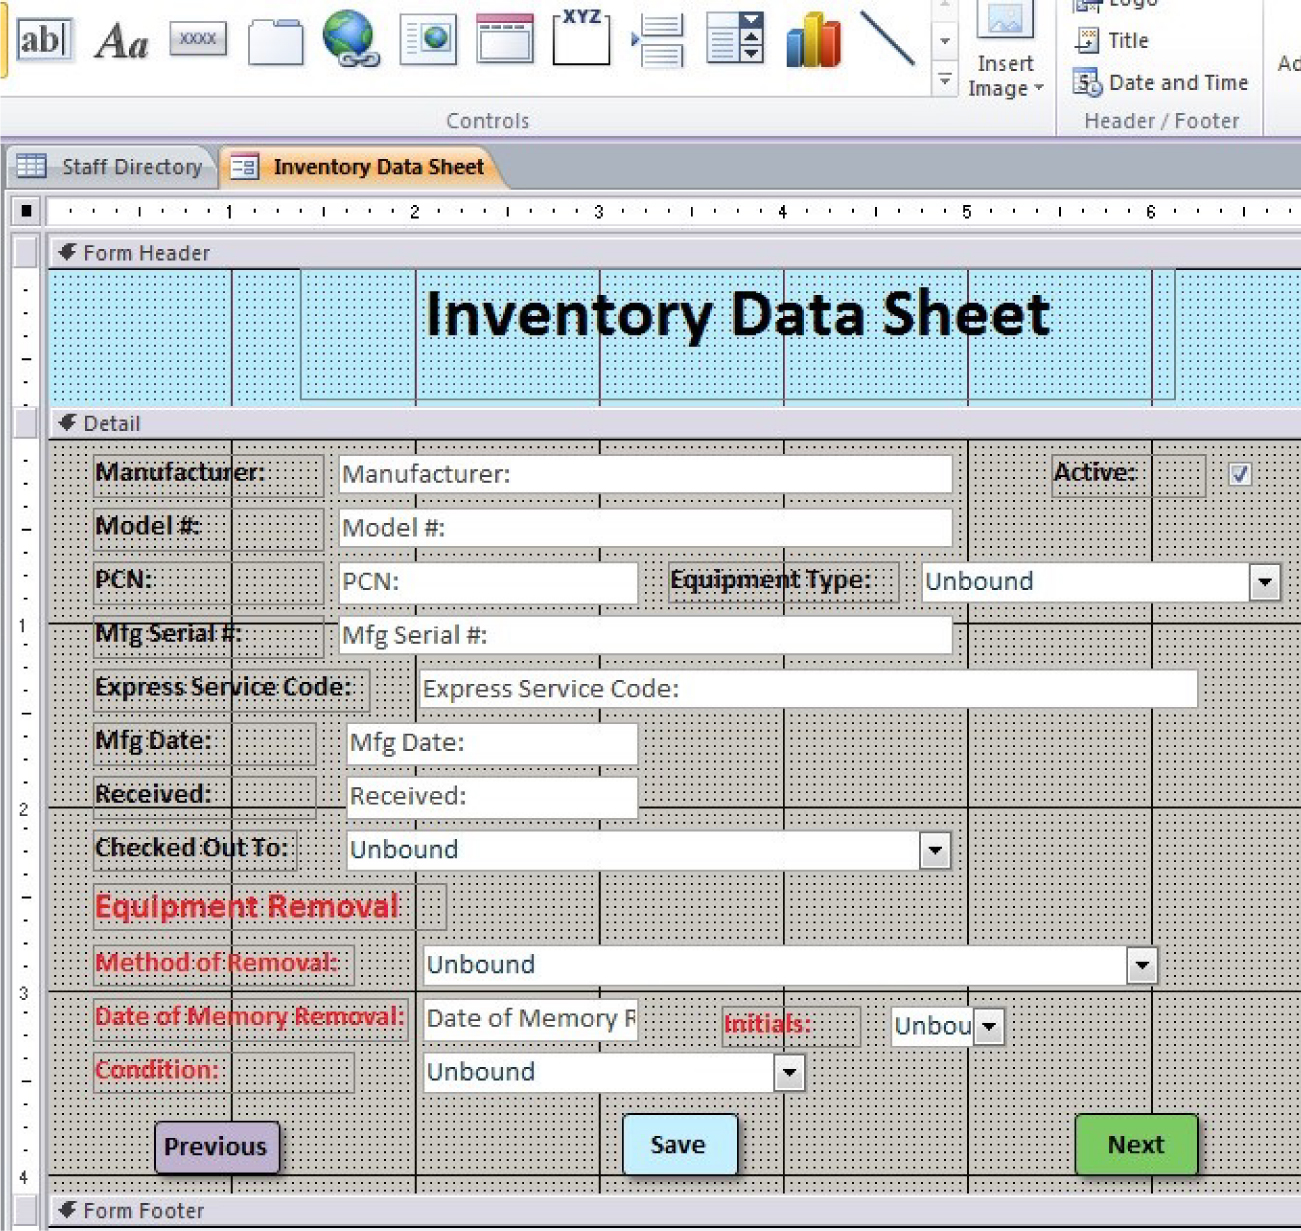 ab|
Aa
XXXX
XYZ
Insert
Image
Logo
Title
Date and Time
Ad
Controls
Header / Footer
Staff Directory
Inventory Data Sheet
1 2 3 4 5 6
Form Header
Inventory Data Sheet
Detail
Manufacturer: Manufacturer: Active:
Model #: Model #:
PCN: PCN: Equipment Type: Unbound
1
Mfg Serial #: Mfg Serial #:
Express Service Code: Express Service Code:
Mfg Date: Mfg Date:
Received: Received:
2
Checked Out To: Unbound
Equipment Removal
Method of Removal: Unbound
3
Date of Memory Removal: Date of Memory R Initials: Unbou
Condition: Unbound
Previous Save Next
4
Form Footer